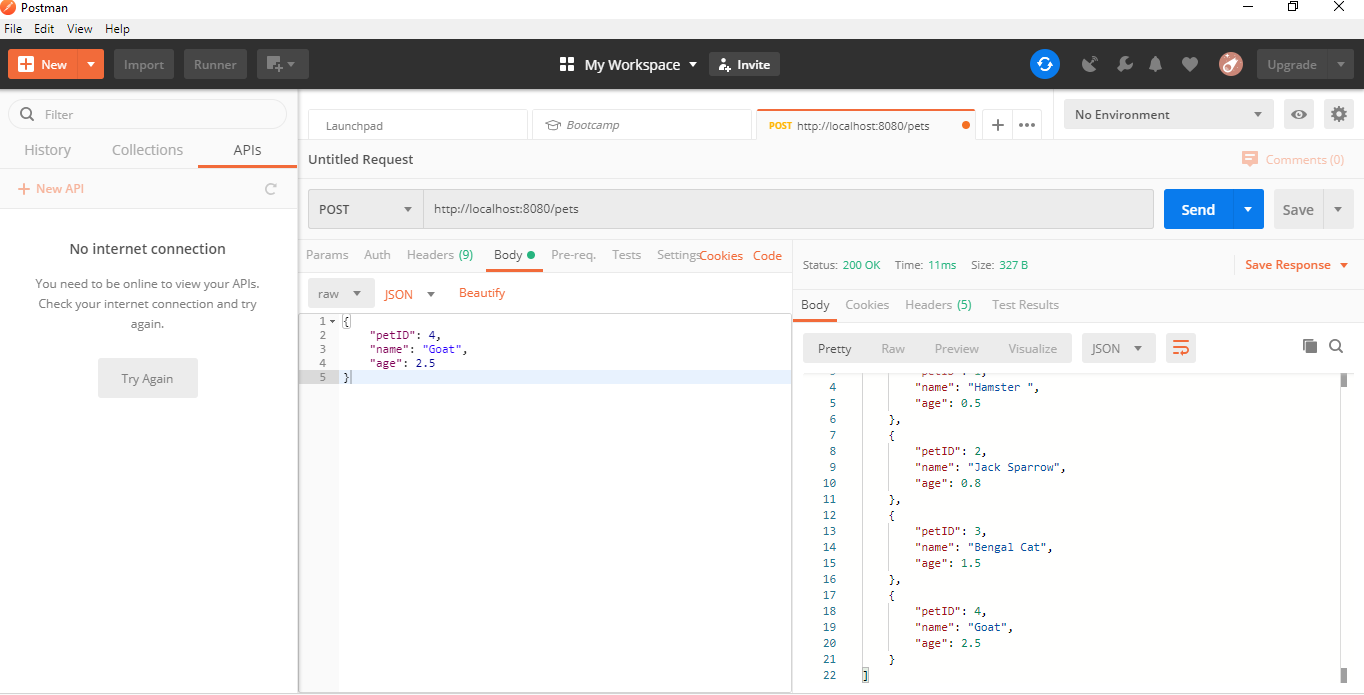 Postman
File Edit View Help
New Import Runner My Workspace Invite Upgrade
Filter
History Collections APIs
New API
No internet connection
You need to be online to view your APIs.
Check your internet connection and try
again.
Try Again
Launchpad Bootcamp POST http://localhost:8080/pets No Environment
Untitled Request Comments (0)
POST http://localhost:8080/pets Send Save
Params Auth Headers (9) Body Pre-req. Tests Settings Cookies Code
raw JSON Beautify
1 {
2 "petID": 4,
3 "name": "Goat",
4 "age": 2.5
5 }
Status: 200 OK Time: 11ms Size: 327 B Save Response
Body Cookies Headers (5) Test Results
Pretty Raw Preview Visualize JSON
4 "name": "Hamster ",
5 "age": 0.5
6 },
7 {
8 "petID": 2,
9 "name": "Jack Sparrow",
10 "age": 0.8
11 },
12 {
13 "petID": 3,
14 "name": "Bengal Cat",
15 "age": 1.5
16 },
17 {
18 "petID": 4,
19 "name": "Goat",
20 "age": 2.5
21 }
22 ]